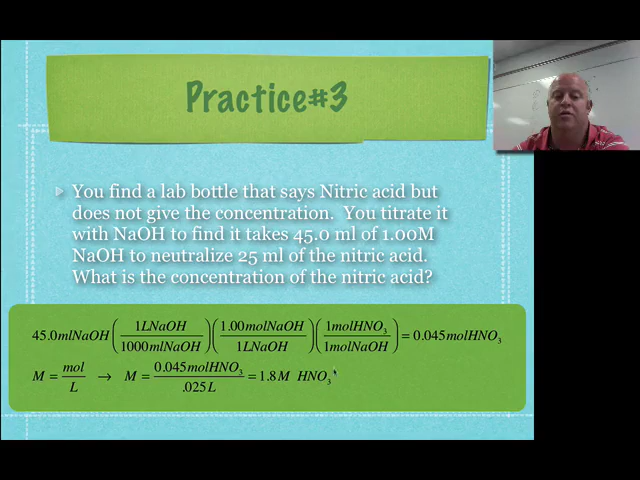 Practice#3
You find a lab bottle that says Nitric acid but
does not give the concentration. You titrate it
with NaOH to find it takes 45.0 ml of 1.00M
NaOH to neutralize 25 ml of the nitric acid.
What is the concentration of the nitric acid?
45.0mlNaOH(1LNaOH/1000mlNaOH)(1.00molNaOH/1LNaOH)(1molHNO₃/1molNaOH)=0.045molHNO₃
M = mol/L → M = 0.045molHNO₃/.025L = 1.8M HNO₃